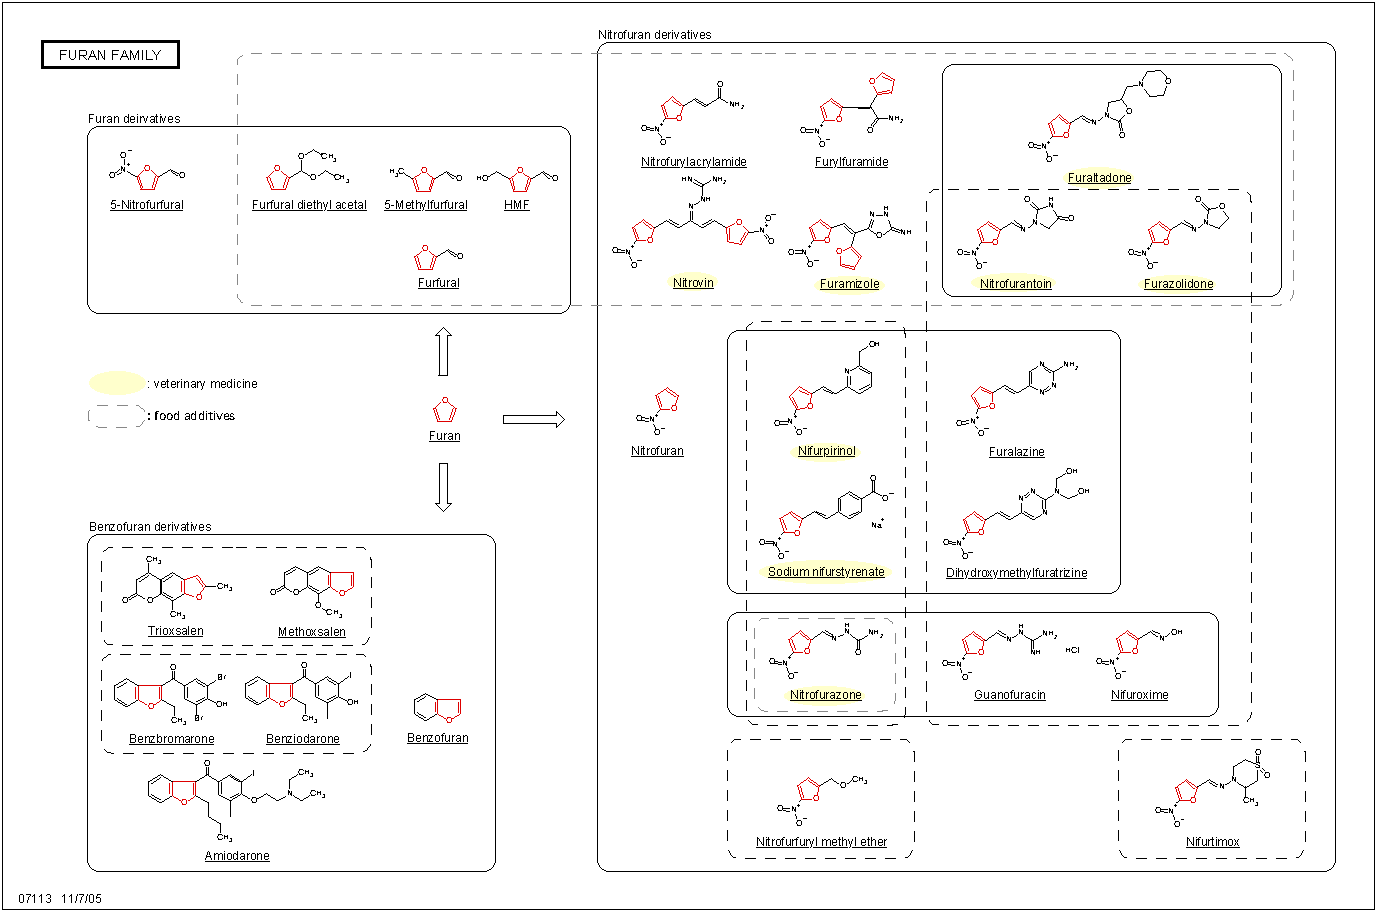 FURAN FAMILY
Nitrofuran derivatives
Furan deirvatives
5-Nitrofurfural
Furfural diethyl acetal
5-Methylfurfural
HMF
Furfural
Nitrofurylacrylamide
Furylfuramide
Furaltadone
Nitrovin
Furamizole
Nitrofurantoin
Furazolidone
: veterinary medicine
: food additives
Furan
Nitrofuran
Nifurpirinol
Furalazine
Sodium nifurstyrenate
Dihydroxymethylfuratrizine
Benzofuran derivatives
Trioxsalen
Methoxsalen
Benzbromarone
Benziodarone
Benzofuran
Amiodarone
Nitrofurazone
Guanofuracin
HCl
Nifuroxime
Nitrofurfuryl methyl ether
Nifurtimox
07113 11/7/05